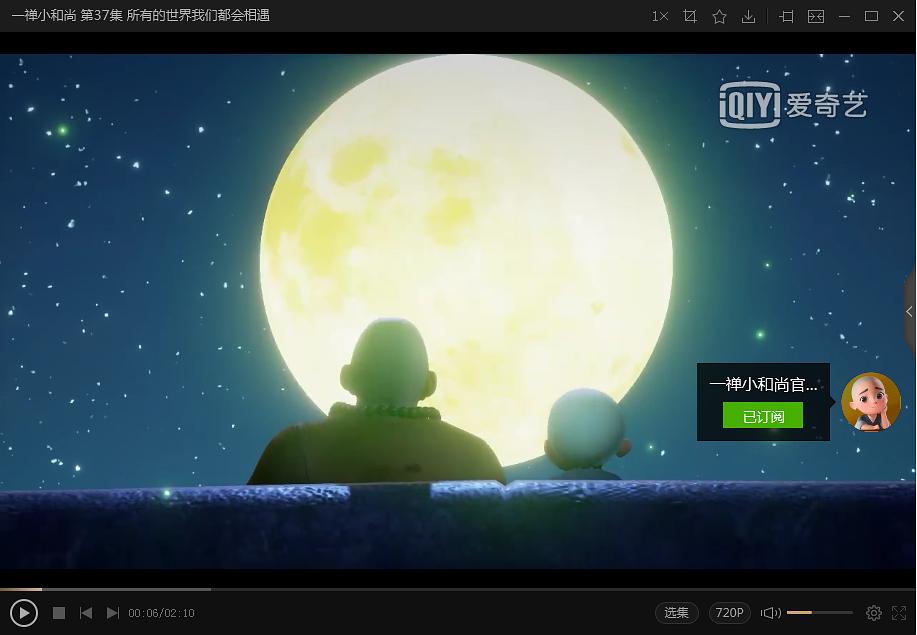 一禅小和尚 第37集 所有的世界我们都会相遇
1×
iQIYI 爱奇艺
一禅小和尚官...
已订阅
00:06/02:10
选集
720P